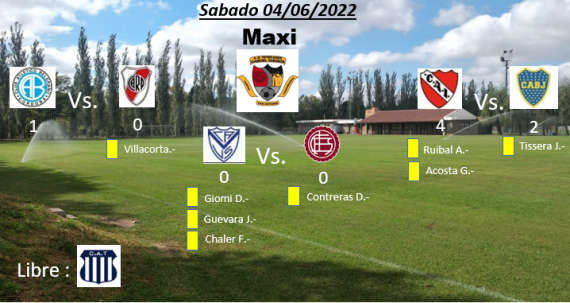 Sabado 04/06/2022
Maxi
Vs.
1
0
Villacorta.-
C.A.I.
Vs.
CABJ
4
2
Ruibal A.-
Acosta G.-
Tissera J.-
Vs.
0
0
Giomi D.-
Guevara J.-
Chaler F.-
Contreras D.-
Libre :
C.A.T